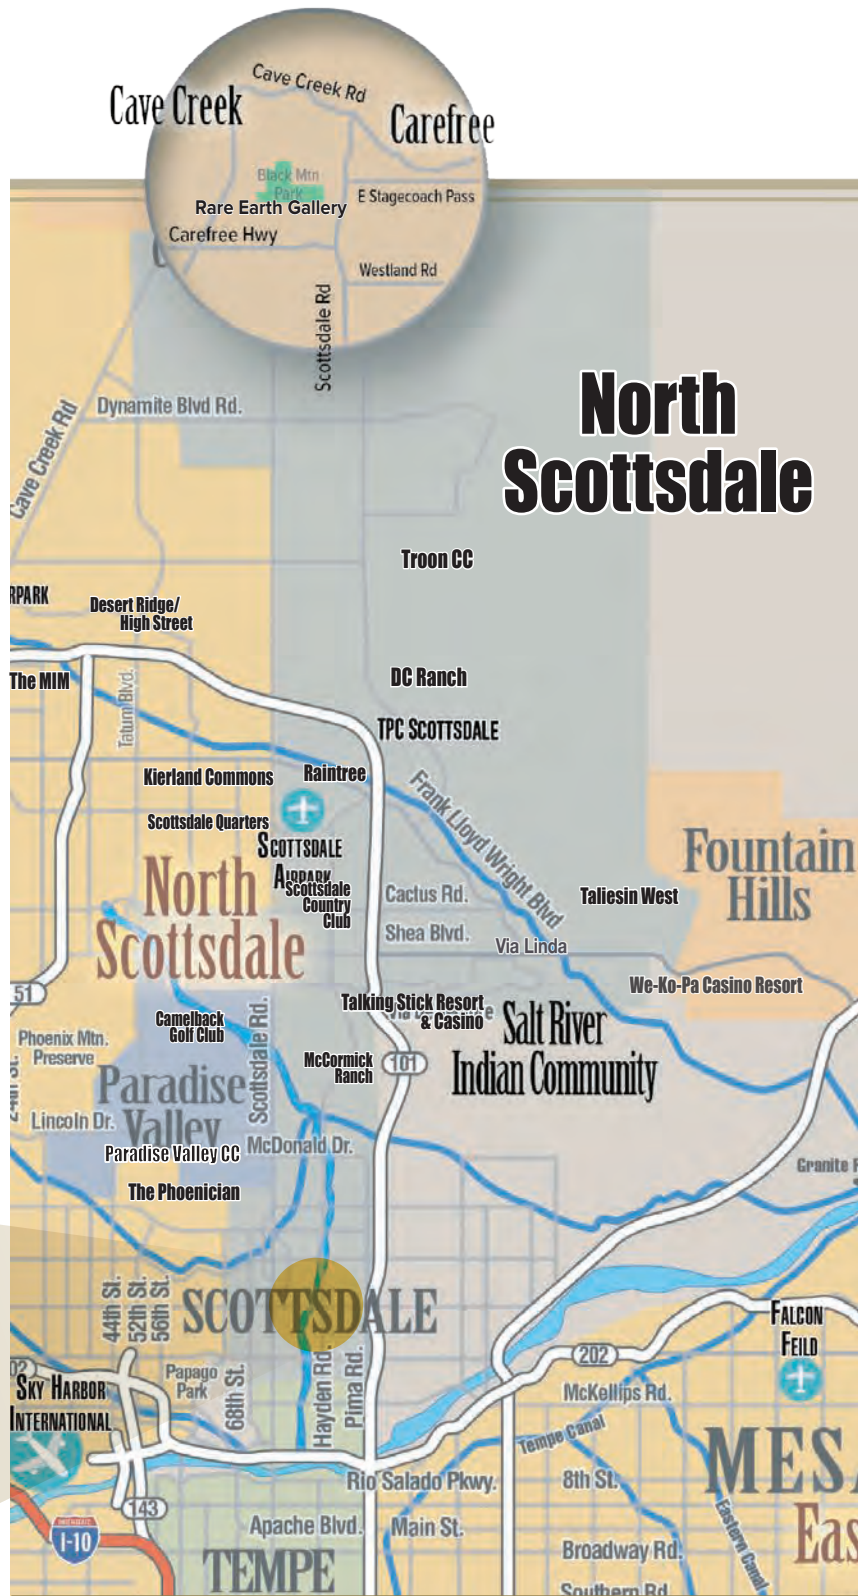 Cave Creek Rd
Cave Creek
Carefree
Black Mtn
Park
E Stagecoach Pass
Rare Earth Gallery
Carefree Hwy
Westland Rd
Scottsdale Rd
North
Scottsdale
Dynamite Blvd Rd.
Cave Creek Rd
Troon CC
RPARK
Desert Ridge/
High Street
The MIM
DC Ranch
Tatum Blvd.
TPC SCOTTSDALE
Kierland Commons
Raintree
Scottsdale Quarters
SCOTTSDALE
AIRPARK
Frank Lloyd Wright Blvd
Fountain
Hills
North
Scottsdale
Scottsdale
Country
Club
Cactus Rd.
Taliesin West
Shea Blvd.
Via Linda
We-Ko-Pa Casino Resort
51
Talking Stick Resort
& Casino
Camelback
Golf Club
Scottsdale Rd.
Salt River
Indian Community
Phoenix Mtn.
Preserve
McCormick
Ranch
101
24th St.
Paradise
Valley
Lincoln Dr.
McDonald Dr.
Paradise Valley CC
Granite
The Phoenician
44th St.
52th St.
56th St.
SCOTTSDALE
FALCON
FEILD
202
02
Papago
Park
68th St.
Hayden Rd.
Pima Rd.
SKY HARBOR
INTERNATIONAL
McKellips Rd.
Tempe Canal
MESA
Rio Salado Pkwy.
8th St.
143
Eastern Canal
I-10
Apache Blvd.
Main St.
Eas
Broadway Rd.
TEMPE
Southern Rd